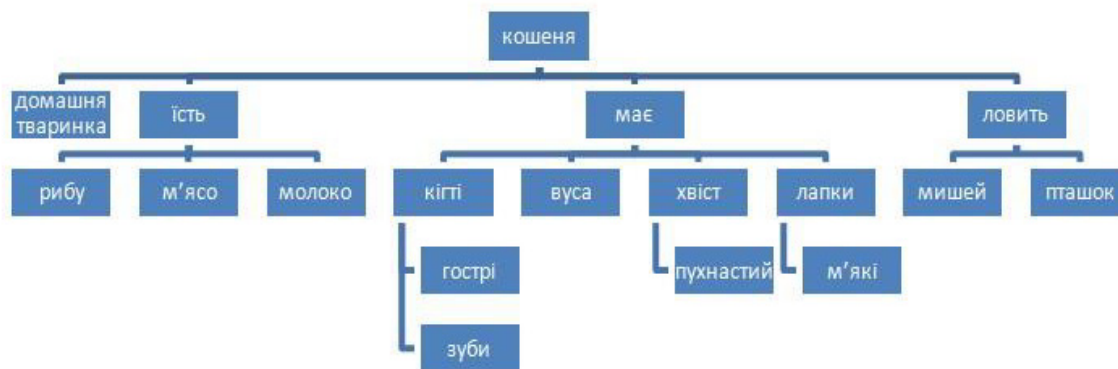 кошеня
домашня
тваринка
їсть
має
ловить
рибу
м’ясо
молоко
кігті
вуса
хвіст
лапки
мишей
пташок
гострі
пухнастий
м’які
зуби